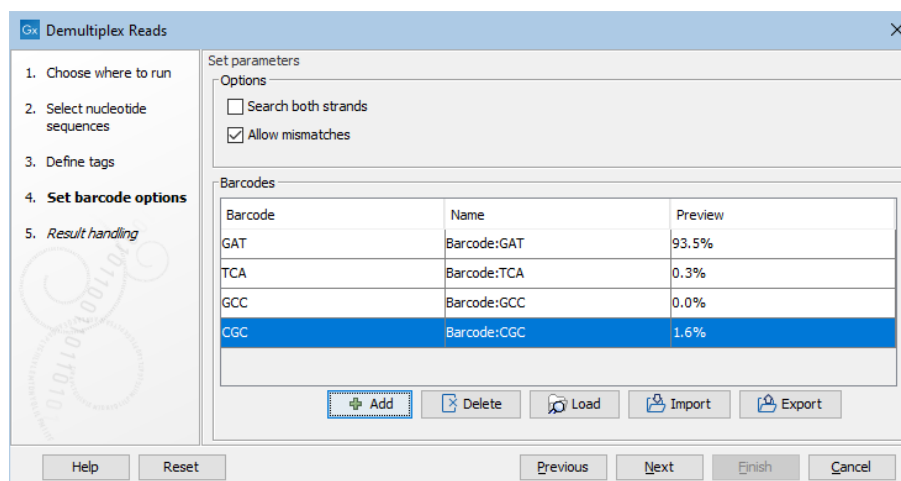 Gx Demultiplex Reads
1. Choose where to run
2. Select nucleotide
sequences
3. Define tags
4. Set barcode options
5. Result handling
Set parameters
Options
Search both strands
Allow mismatches
Barcodes
Barcode Name Preview
GAT Barcode:GAT 93.5%
TCA Barcode:TCA 0.3%
GCC Barcode:GCC 0.0%
CGC Barcode:CGC 1.6%
Add Delete Load Import Export
Help Reset Previous Next Finish Cancel